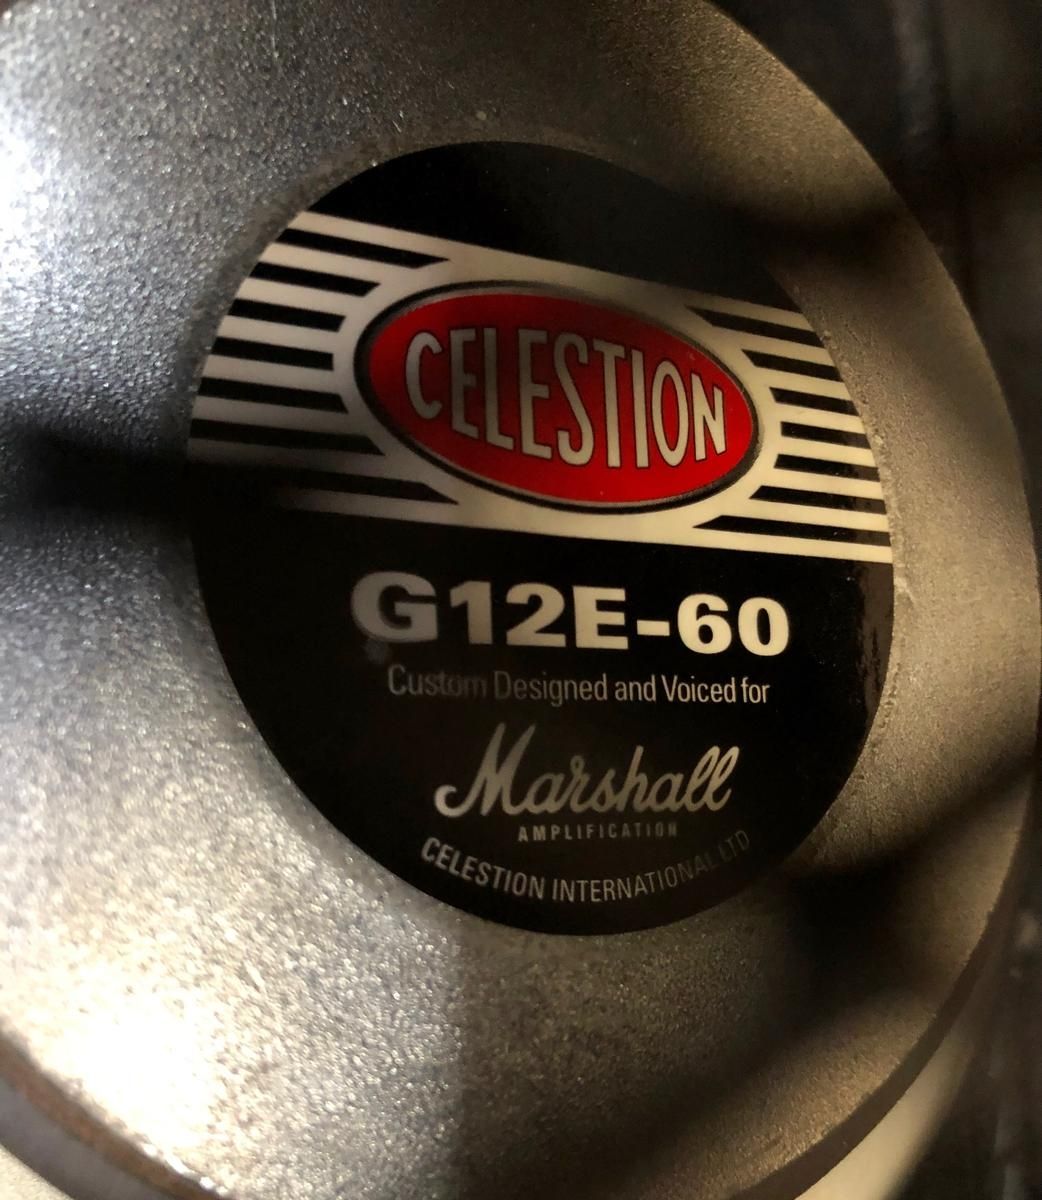 CELESTION
G12E-60
Custom Designed and Voiced for
Marshall
AMPLIFICATION
CELESTION INTERNATIONAL LTD